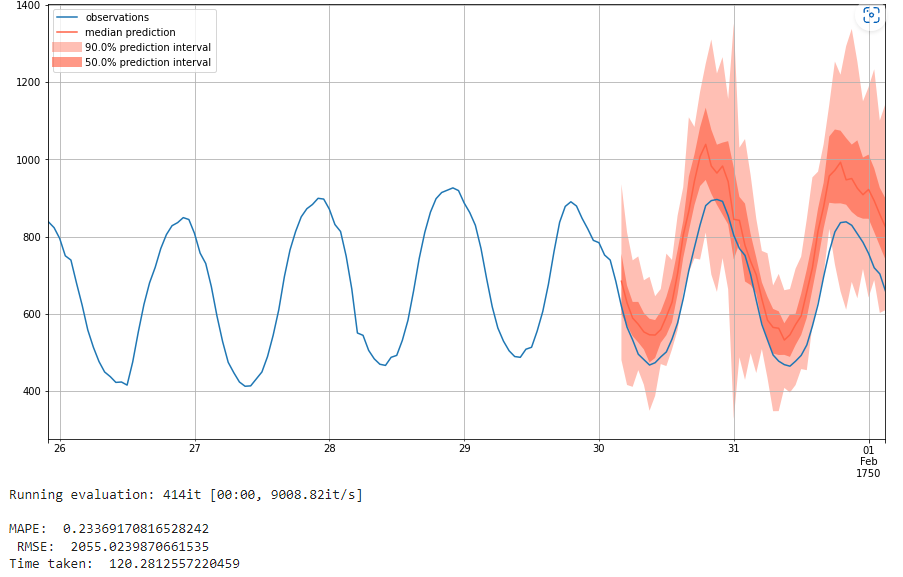 1400
observations
median prediction
90.0% prediction interval
50.0% prediction interval
1200
1000
800
600
400
26 27 28 29 30 31 01
Feb
1750
Running evaluation: 414it [00:00, 9008.82it/s]
MAPE: 0.23369170816528242
RMSE: 2055.0239870661535
Time taken: 120.2812557220459